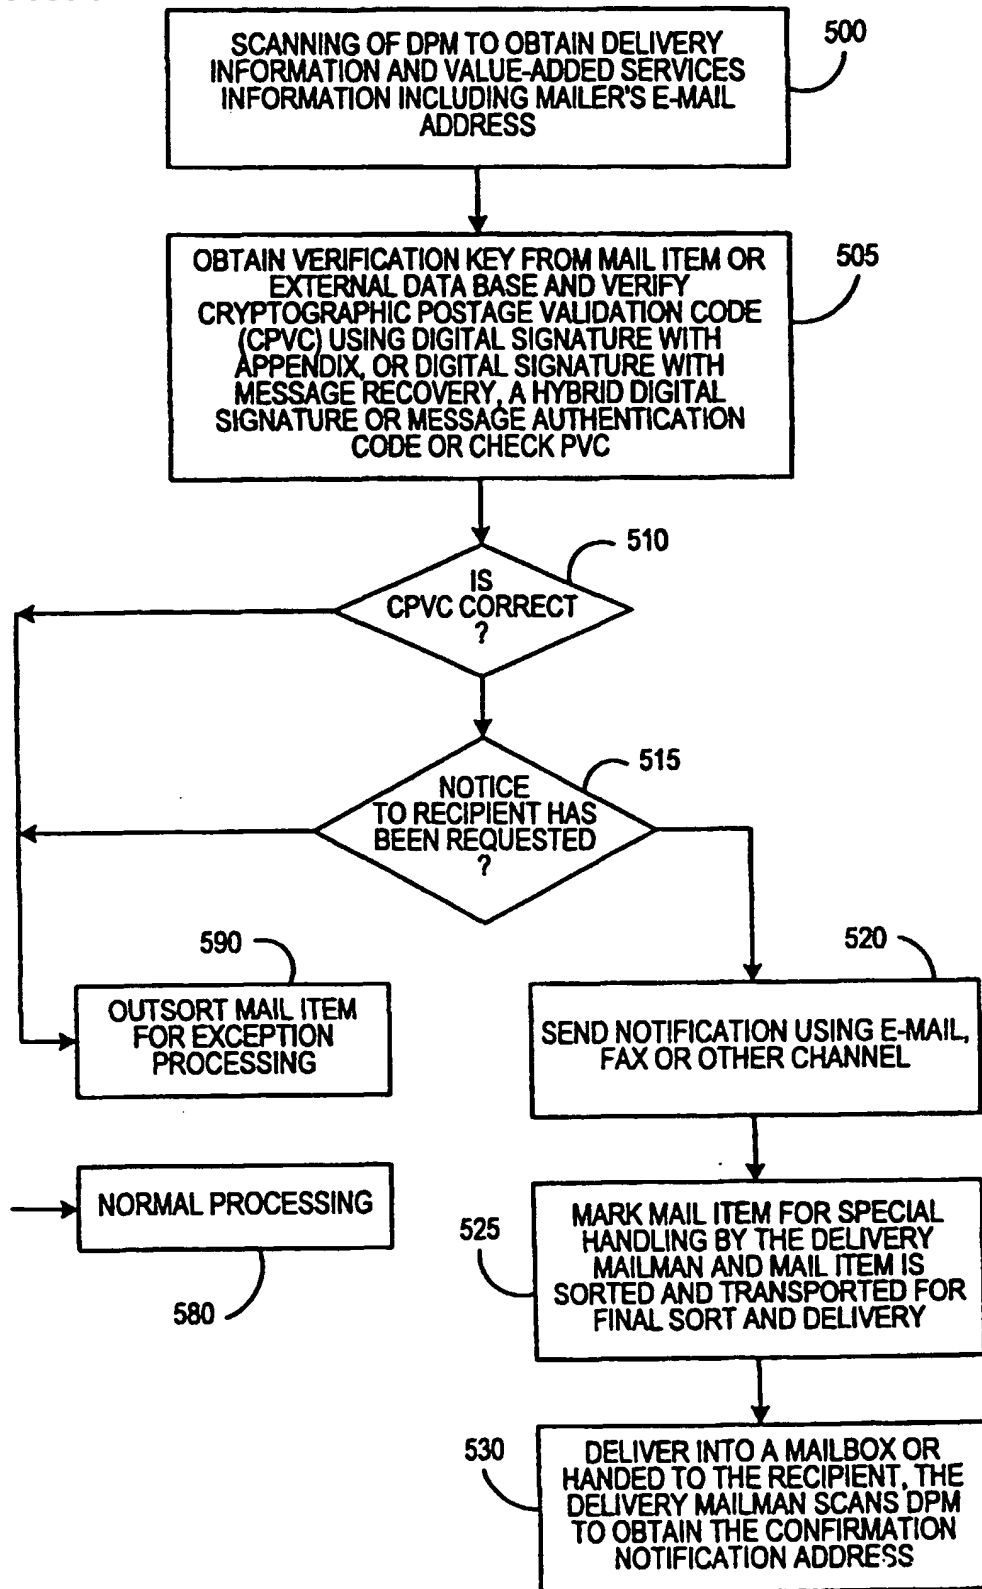 SCANNING OF DPM TO OBTAIN DELIVERY
INFORMATION AND VALUE-ADDED SERVICES
INFORMATION INCLUDING MAILER'S E-MAIL
ADDRESS
500
OBTAIN VERIFICATION KEY FROM MAIL ITEM OR
EXTERNAL DATA BASE AND VERIFY
CRYPTOGRAPHIC POSTAGE VALIDATION CODE
(CPVC) USING DIGITAL SIGNATURE WITH
APPENDIX, OR DIGITAL SIGNATURE WITH
MESSAGE RECOVERY, A HYBRID DIGITAL
SIGNATURE OR MESSAGE AUTHENTICATION
CODE OR CHECK PVC
505
IS
CPVC CORRECT
?
510
NOTICE
TO RECIPIENT HAS
BEEN REQUESTED
?
515
590
OUTSORT MAIL ITEM
FOR EXCEPTION
PROCESSING
520
SEND NOTIFICATION USING E-MAIL,
FAX OR OTHER CHANNEL
NORMAL PROCESSING
580
525
MARK MAIL ITEM FOR SPECIAL
HANDLING BY THE DELIVERY
MAILMAN AND MAIL ITEM IS
SORTED AND TRANSPORTED FOR
FINAL SORT AND DELIVERY
530
DELIVER INTO A MAILBOX OR
HANDED TO THE RECIPIENT, THE
DELIVERY MAILMAN SCANS DPM
TO OBTAIN THE CONFIRMATION
NOTIFICATION ADDRESS